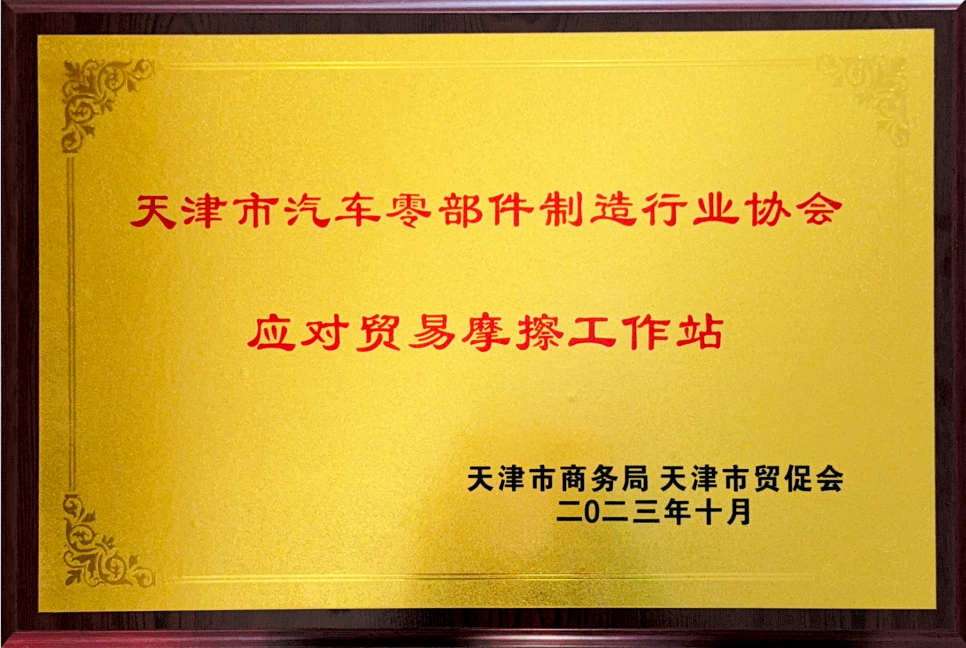 天津市汽车零部件制造行业协会
应对贸易摩擦工作站
天津市商务局 天津市贸促会
二0二三年十月